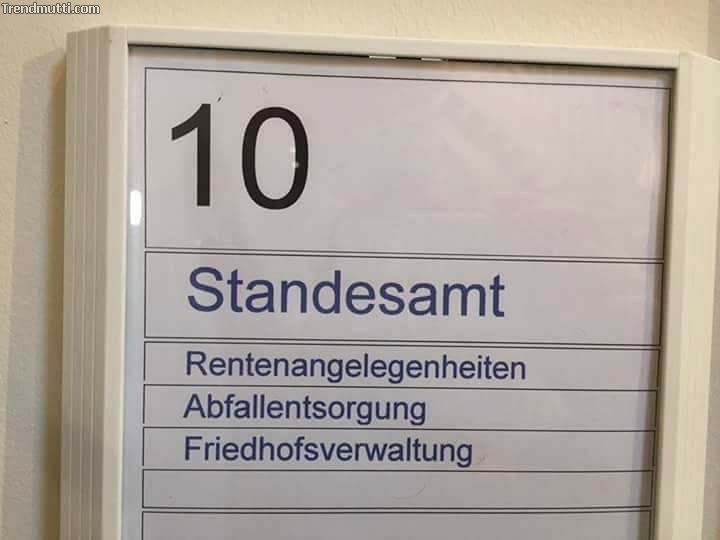 Trendmutti.com
10
Standesamt
Rentenangelegenheiten
Abfallentsorgung
Friedhofsverwaltung